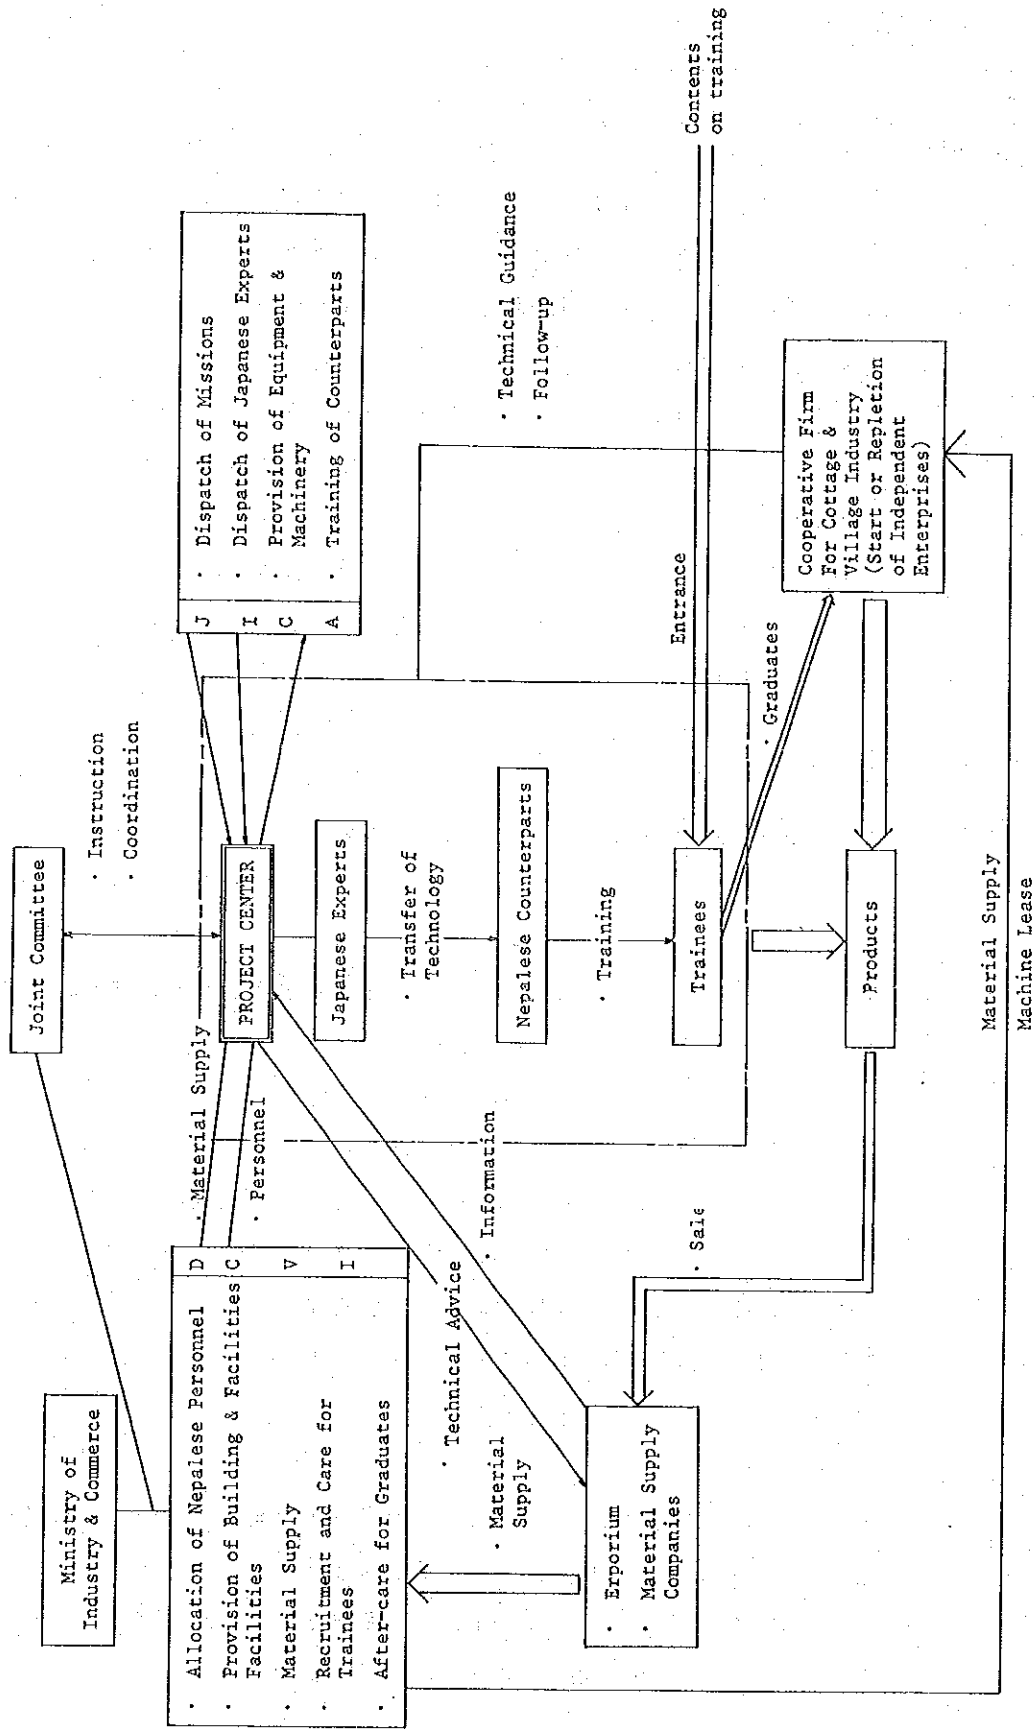 Ministry of
Industry & Commerce
Joint Committee
· Instruction
· Coordination
D
C
V
I
· Allocation of Nepalese Personnel
· Provision of Building & Facilities
Facilities
· Material Supply
· Recruitment and Care for
Trainees
· After-care for Graduates
· Material Supply
· Personnel
PROJECT CENTER
J
I
C
A
· Dispatch of Missions
· Dispatch of Japanese Experts
· Provision of Equipment &
Machinery
· Training of Counterparts
Japanese Experts
· Transfer of
Technology
· Technical Advice
· Information
· Material
Supply
Nepalese Counterparts
· Technical Guidance
· Follow-up
· Training
· Erporium
· Material Supply
Companies
· Sale
Trainees
Entrance
Contents
on training
· Graduates
Products
Cooperative Firm
For Cottage &
Village Industry
(Start or Repletion
of Independent
Enterprises)
Material Supply
Machine Lease